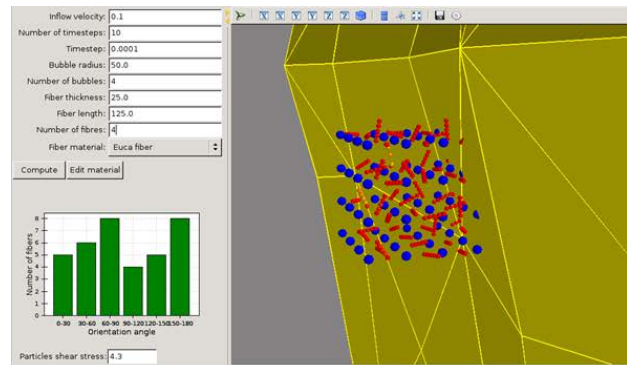 Inflow velocity: 0.1
Number of timesteps: 10
Timestep: 0.0001
Bubble radius: 50.0
Number of bubbles: 4
Fiber thickness: 25.0
Fiber length: 125.0
Number of fibres: 4
Fiber material: Euca fiber
Compute Edit material
Number of fibers
8
7
6
5
4
3
2
1
0
0-30 30-60 60-90 90-120 120-150 150-180
Orientation angle
Particles shear stress: 4.3
X X Y Y Z Z